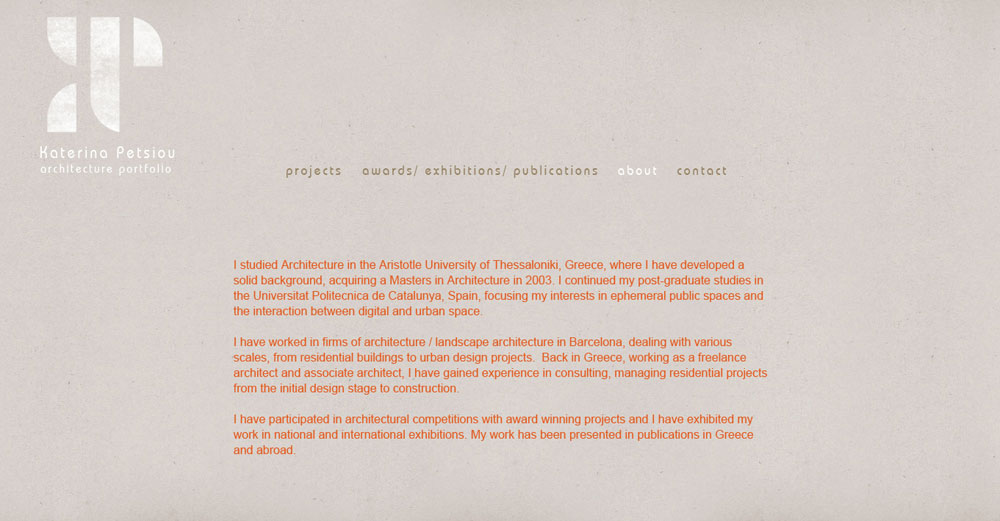 Katerina Petsiou
architecture portfolio
projects awards/ exhibitions/ publications about contact
I studied Architecture in the Aristotle University of Thessaloniki, Greece, where I have developed a
solid background, acquiring a Masters in Architecture in 2003. I continued my post-graduate studies in
the Universitat Politecnica de Catalunya, Spain, focusing my interests in ephemeral public spaces and
the interaction between digital and urban space.
I have worked in firms of architecture / landscape architecture in Barcelona, dealing with various
scales, from residential buildings to urban design projects.  Back in Greece, working as a freelance
architect and associate architect, I have gained experience in consulting, managing residential projects
from the initial design stage to construction.
I have participated in architectural competitions with award winning projects and I have exhibited my
work in national and international exhibitions. My work has been presented in publications in Greece
and abroad.